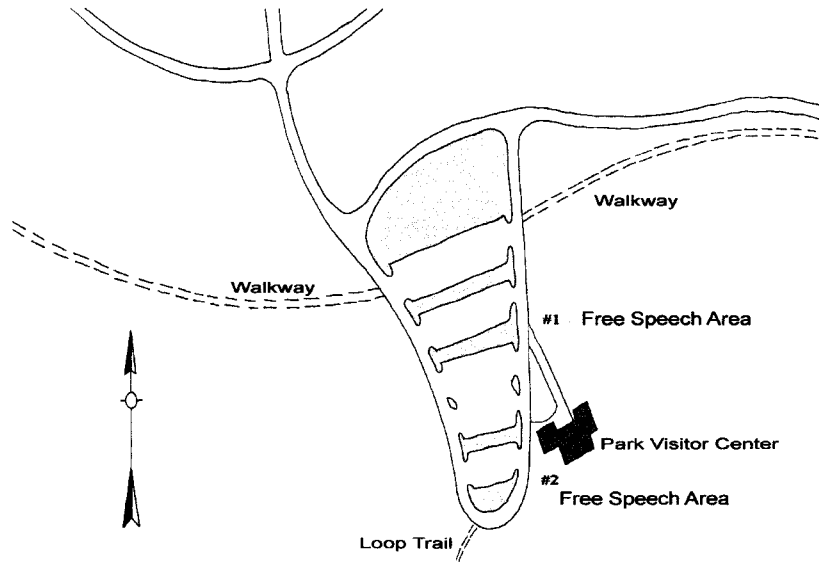 Walkway
Walkway
#1 Free Speech Area
Park Visitor Center
#2
Free Speech Area
Loop Trail